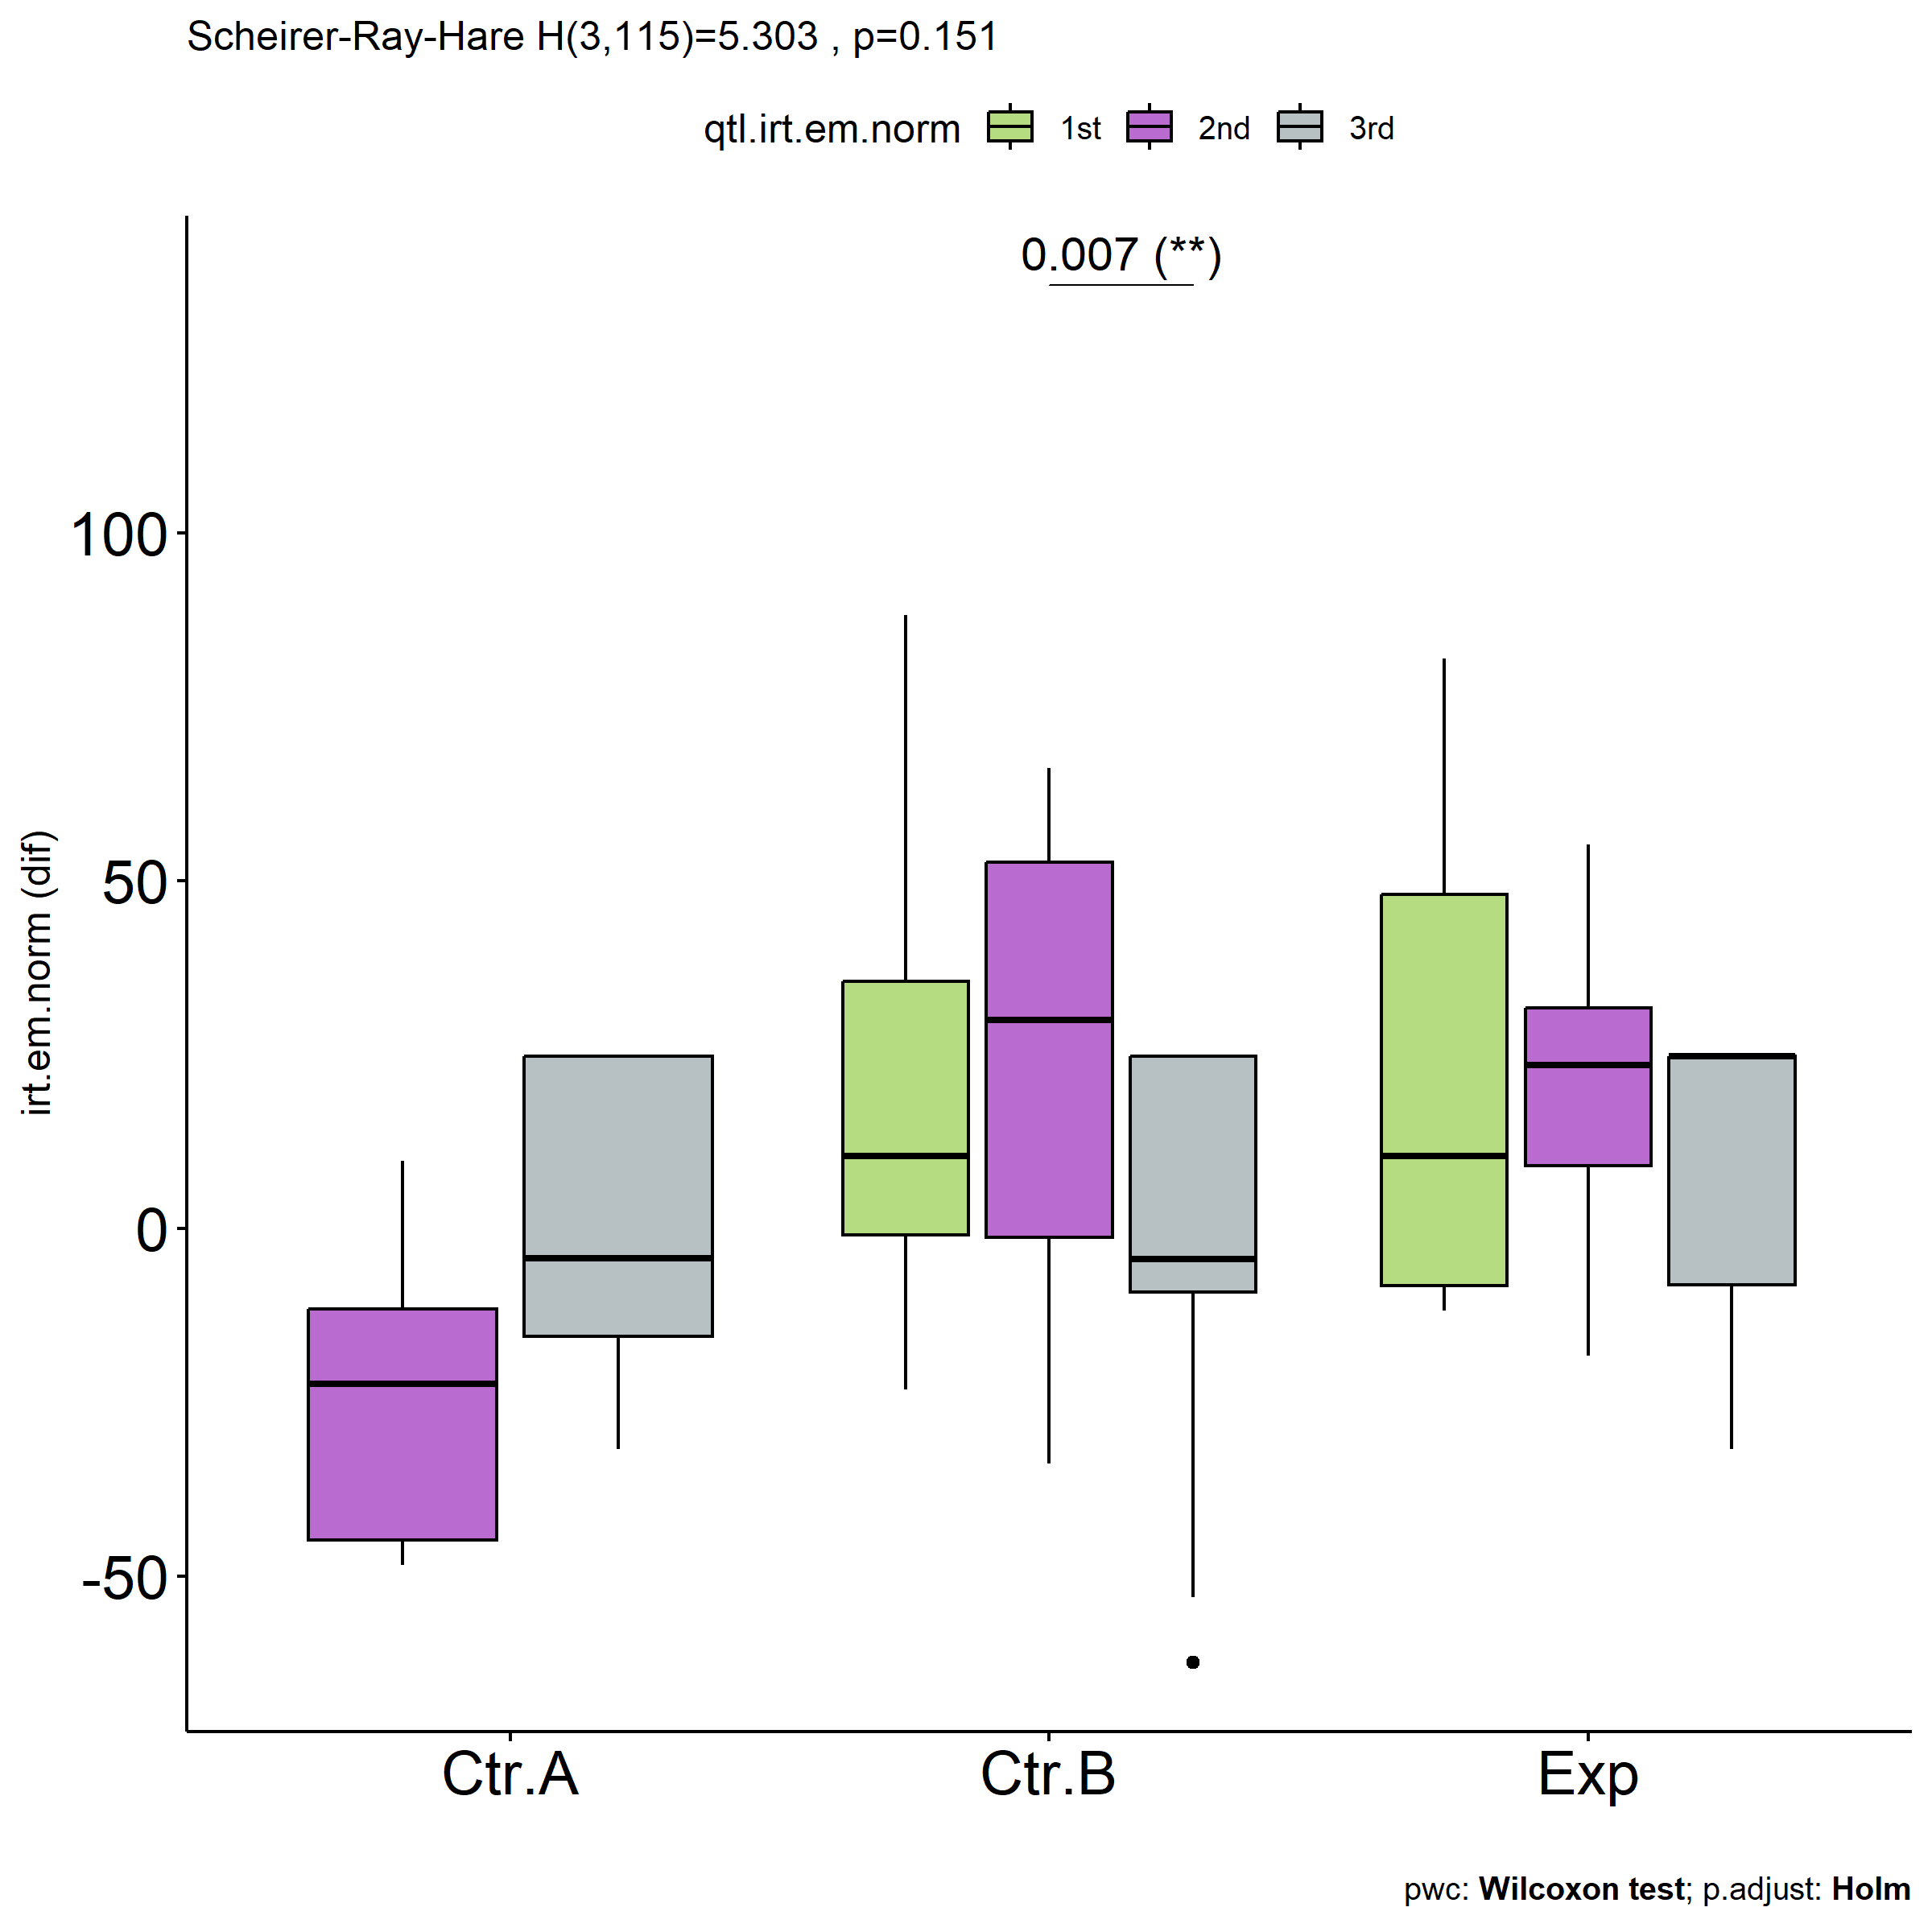 Scheirer-Ray-Hare H(3,115)=5.303 , p=0.151
qtl.irt.em.norm 1st 2nd 3rd
0.007 (**)
100
50
0
-50
irt.em.norm (dif)
Ctr.A Ctr.B Exp
pwc: Wilcoxon test; p.adjust: Holm